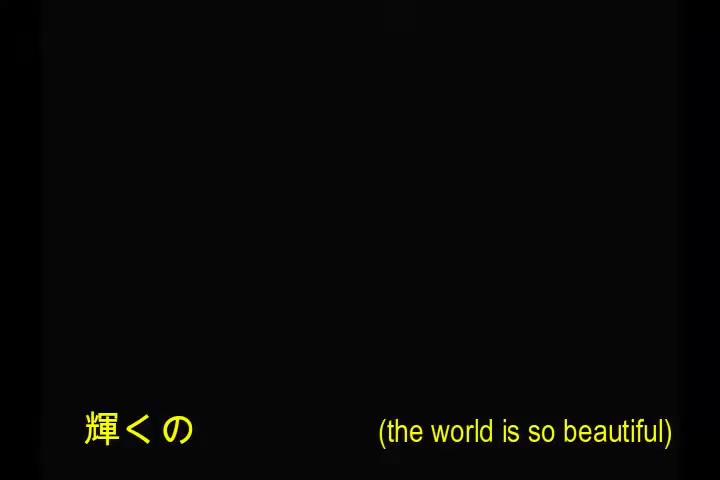 輝くの (the world is so beautiful)